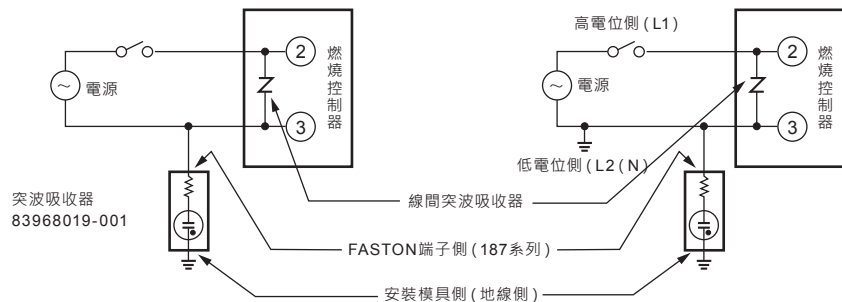 電源
2
3
燃燒控制器
突波吸收器
83968019-001
高電位側 (L1)
電源
2
3
燃燒控制器
低電位側 (L2 (N)
線間突波吸收器
FASTON端子側 (187系列)
安裝模具側 (地線側)